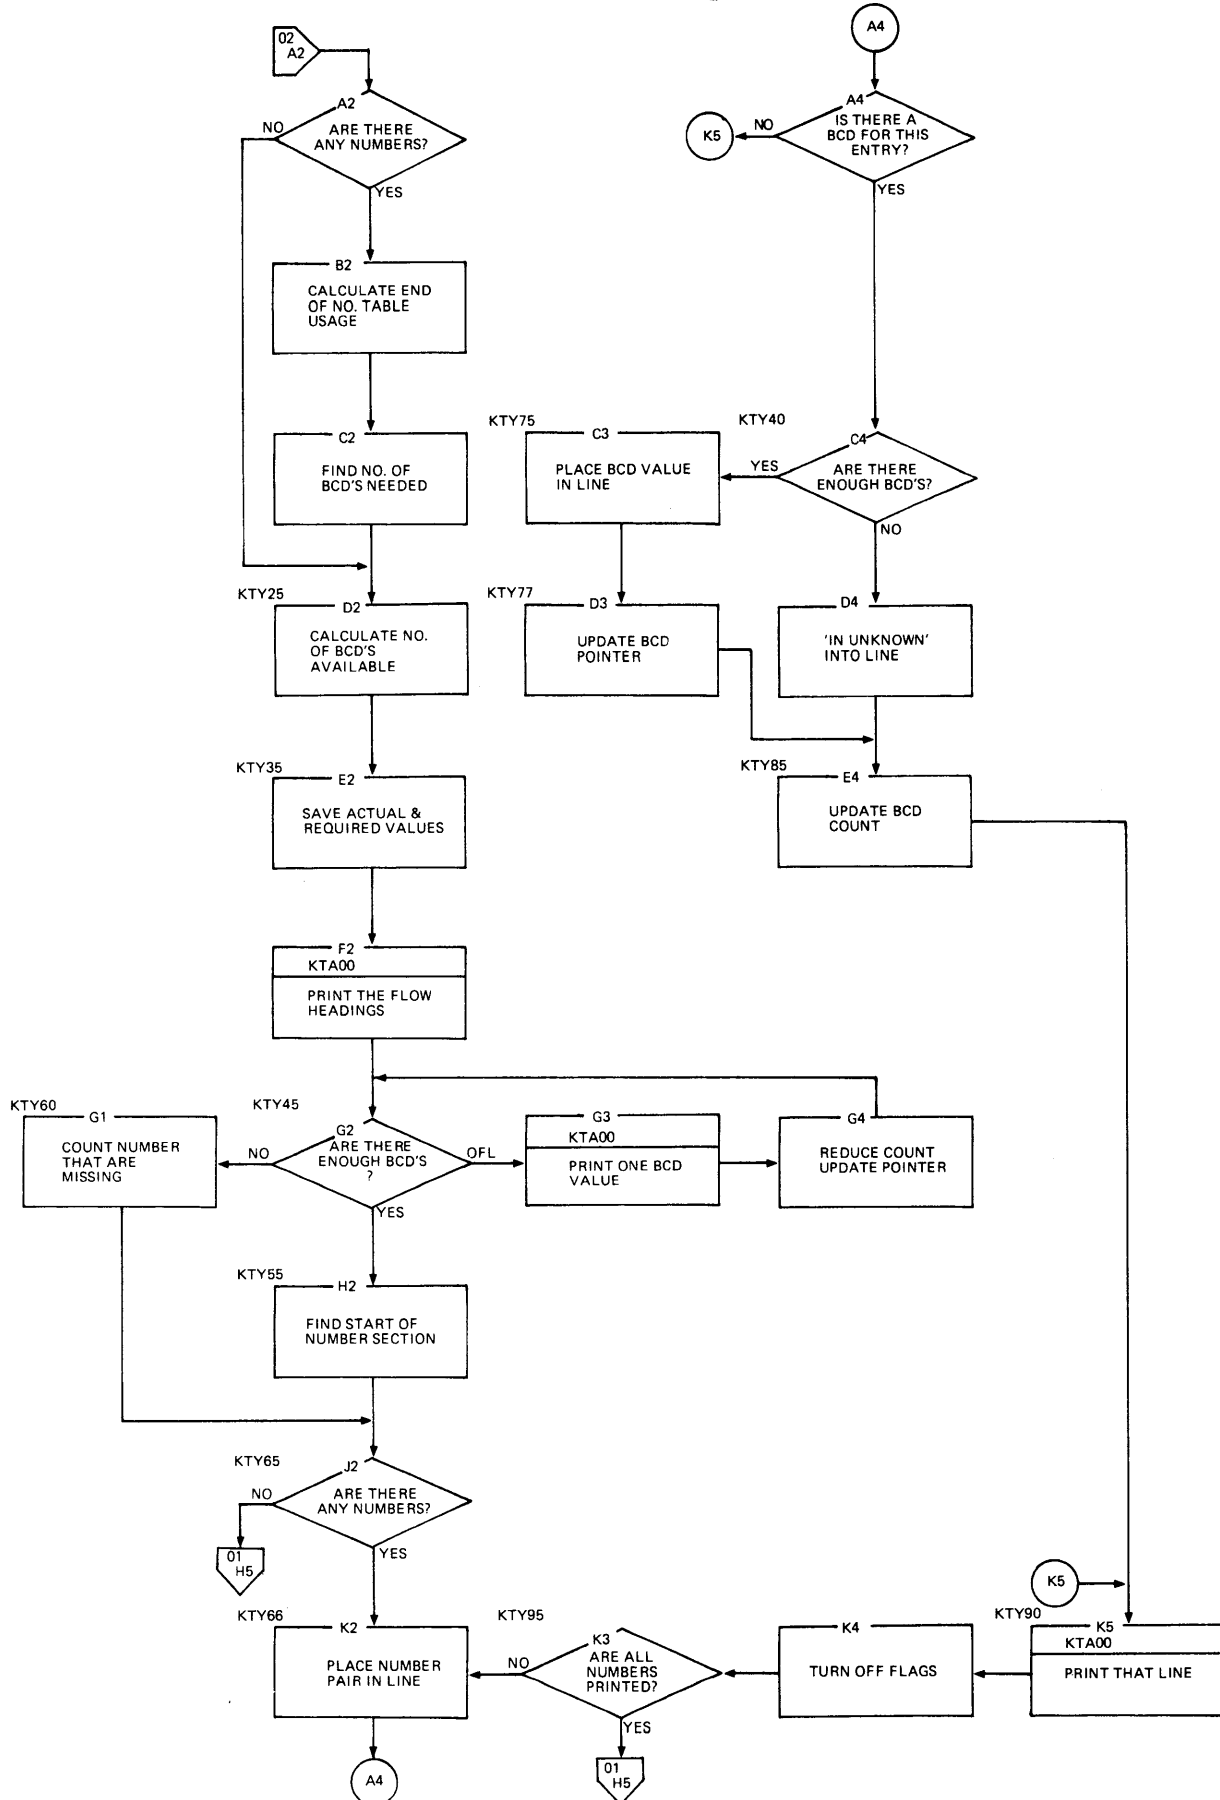 02
A2
A2
ARE THERE
ANY NUMBERS?
NO
YES
B2
CALCULATE END
OF NO. TABLE
USAGE
C2
FIND NO. OF
BCD'S NEEDED
KTY25
D2
CALCULATE NO.
OF BCD'S
AVAILABLE
KTY35
E2
SAVE ACTUAL &
REQUIRED VALUES
F2
KTA00
PRINT THE FLOW
HEADINGS
KTY60
G1
COUNT NUMBER
THAT ARE
MISSING
KTY45
G2
ARE THERE
ENOUGH BCD'S
?
NO
OFL
YES
G3
KTA00
PRINT ONE BCD
VALUE
G4
REDUCE COUNT
UPDATE POINTER
KTY55
H2
FIND START OF
NUMBER SECTION
KTY65
J2
ARE THERE
ANY NUMBERS?
NO
YES
01
H5
KTY66
K2
PLACE NUMBER
PAIR IN LINE
A4
A4
A4
IS THERE A
BCD FOR THIS
ENTRY?
NO
K5
YES
KTY40
C4
ARE THERE
ENOUGH BCD'S?
YES
NO
KTY75
C3
PLACE BCD VALUE
IN LINE
KTY77
D3
UPDATE BCD
POINTER
D4
'IN UNKNOWN'
INTO LINE
KTY85
E4
UPDATE BCD
COUNT
K5
KTY90
K5
KTA00
PRINT THAT LINE
K4
TURN OFF FLAGS
KTY95
K3
ARE ALL
NUMBERS
PRINTED?
NO
YES
01
H5